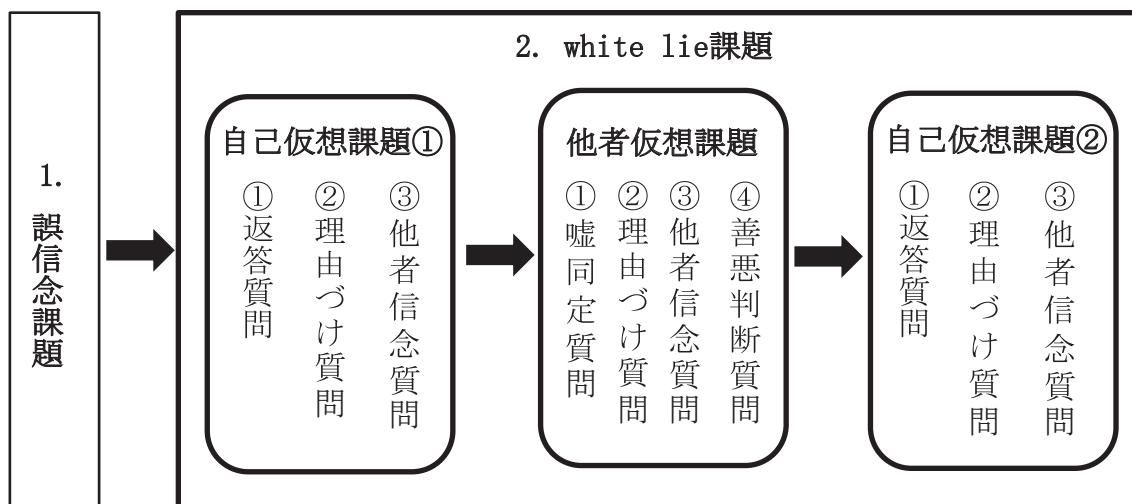 1.
誤信念課題
2. white lie課題
自己仮想課題①
①返答質問
②理由づけ質問
③他者信念質問
他者仮想課題
①嘘同定質問
②理由づけ質問
③他者信念質問
④善悪判断質問
自己仮想課題②
①返答質問
②理由づけ質問
③他者信念質問